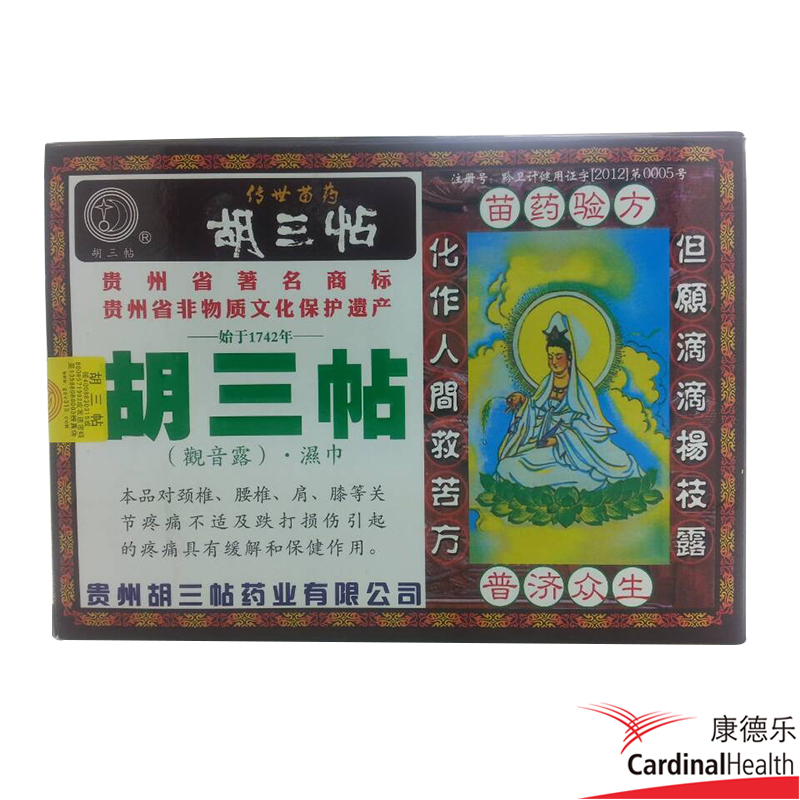 胡三帖
®
传世苗药
胡三帖
贵州省著名商标
贵州省非物质文化保护遗产
始于1742年
胡三帖
（觀音露）·濕巾
本品对颈椎、腰椎、肩、膝等关
节疼痛不适及跌打损伤引起
的疼痛具有缓解和保健作用。
贵州胡三帖药业有限公司
胡三帖
注册号：黔卫计健用证字[2012]第0005号
苗药验方
但願滴滴揚枝露
化作人間救苦方
普济众生
康德乐
CardinalHealth